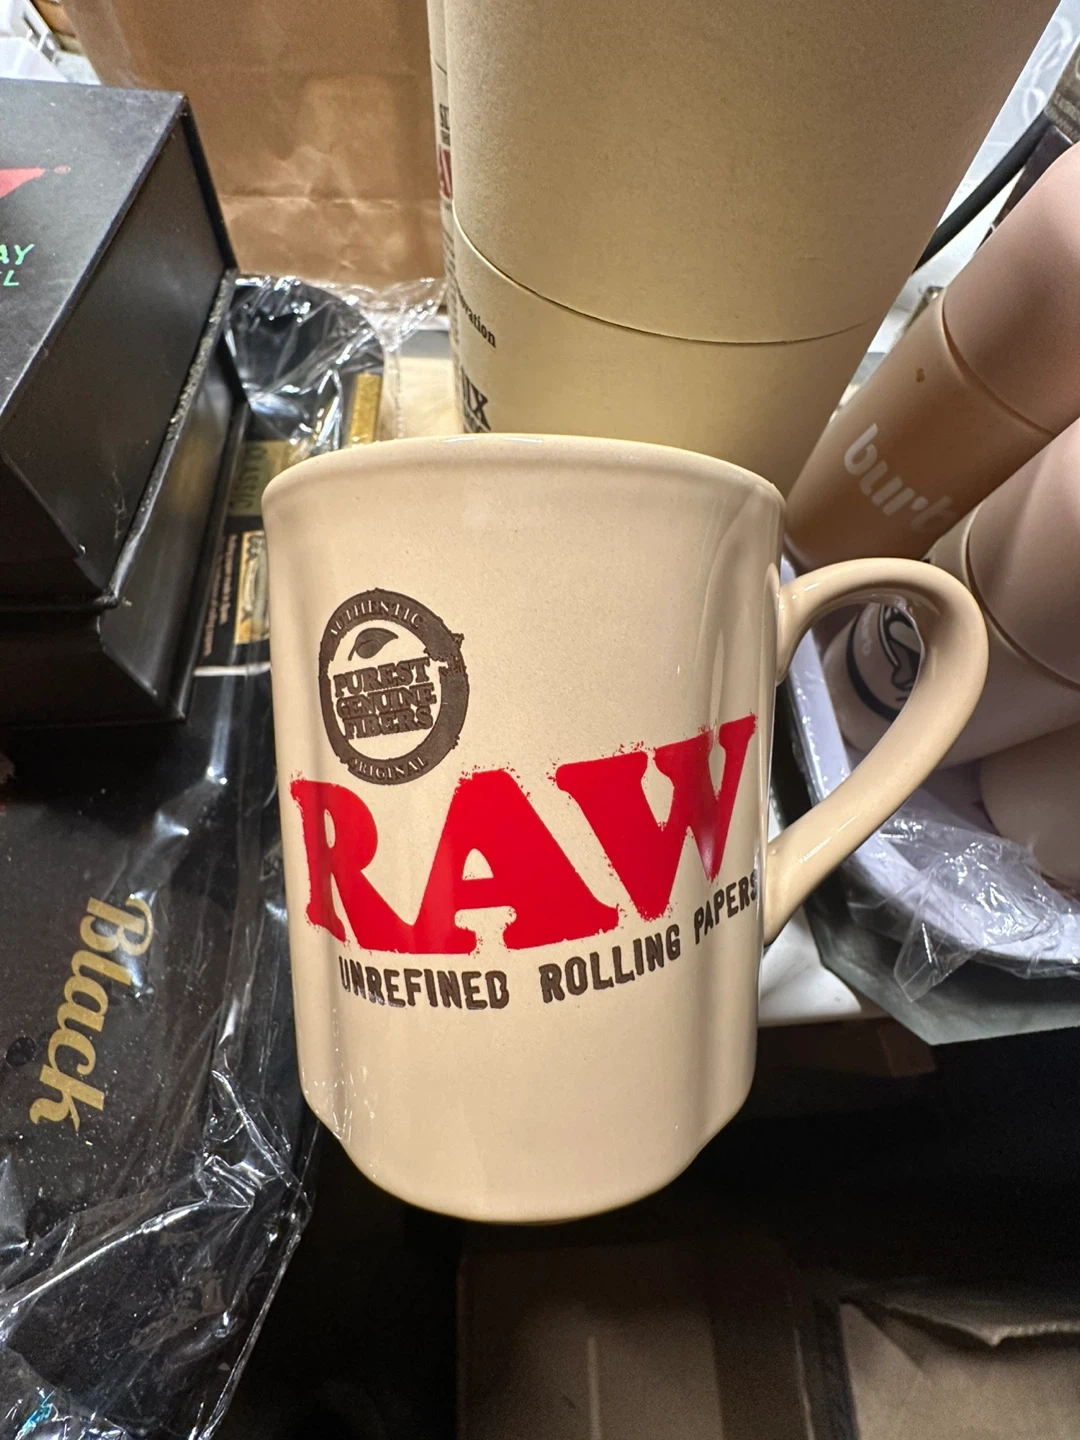 AUTHENTIC
PUREST
GENUINE
FIBERS
ORIGINAL
RAW
UNREFINED ROLLING PAPERS
Black
burt